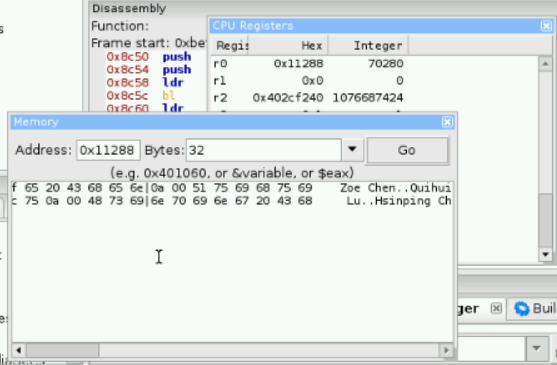 Disassembly
Function:
Frame start: 0xbe
0x8c50 push
0x8c54 push
0x8c58 ldr
0x8c5c bl
0x8c60 ldr
CPU Registers
Regis Hex Integer
r0 0x11288 70280
r1 0x0 0
r2 0x402cf240 1076687424
Memory
Address: 0x11288 Bytes: 32 Go
(e.g. 0x401060, or &variable, or $eax)
f 65 20 43 68 65 6e|0a 00 51 75 69 68 75 69 Zoe Chen..Quihui
c 75 0a 00 48 73 69|6e 70 69 6e 67 20 43 68 Lu..Hsinping Ch
ger Buil